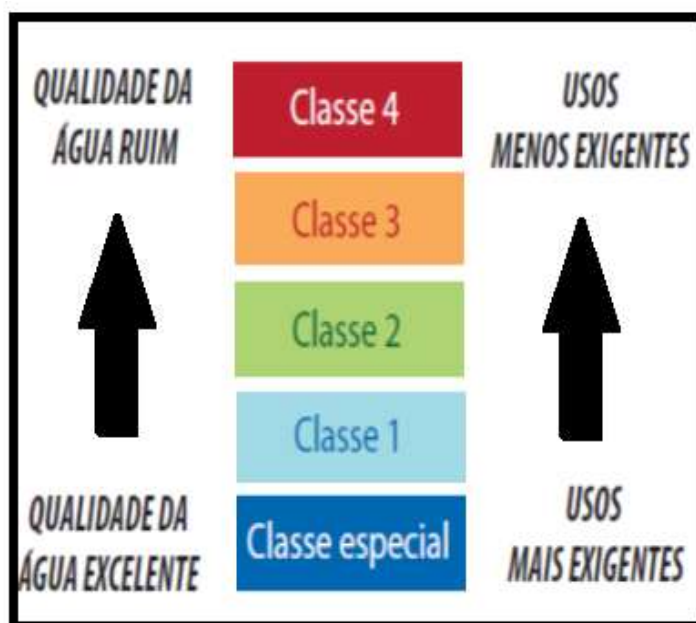 QUALIDADE DA
ÁGUA RUIM
Classe 4
USOS
MENOS EXIGENTES
Classe 3
Classe 2
Classe 1
QUALIDADE DA
ÁGUA EXCELENTE
Classe especial
USOS
MAIS EXIGENTES